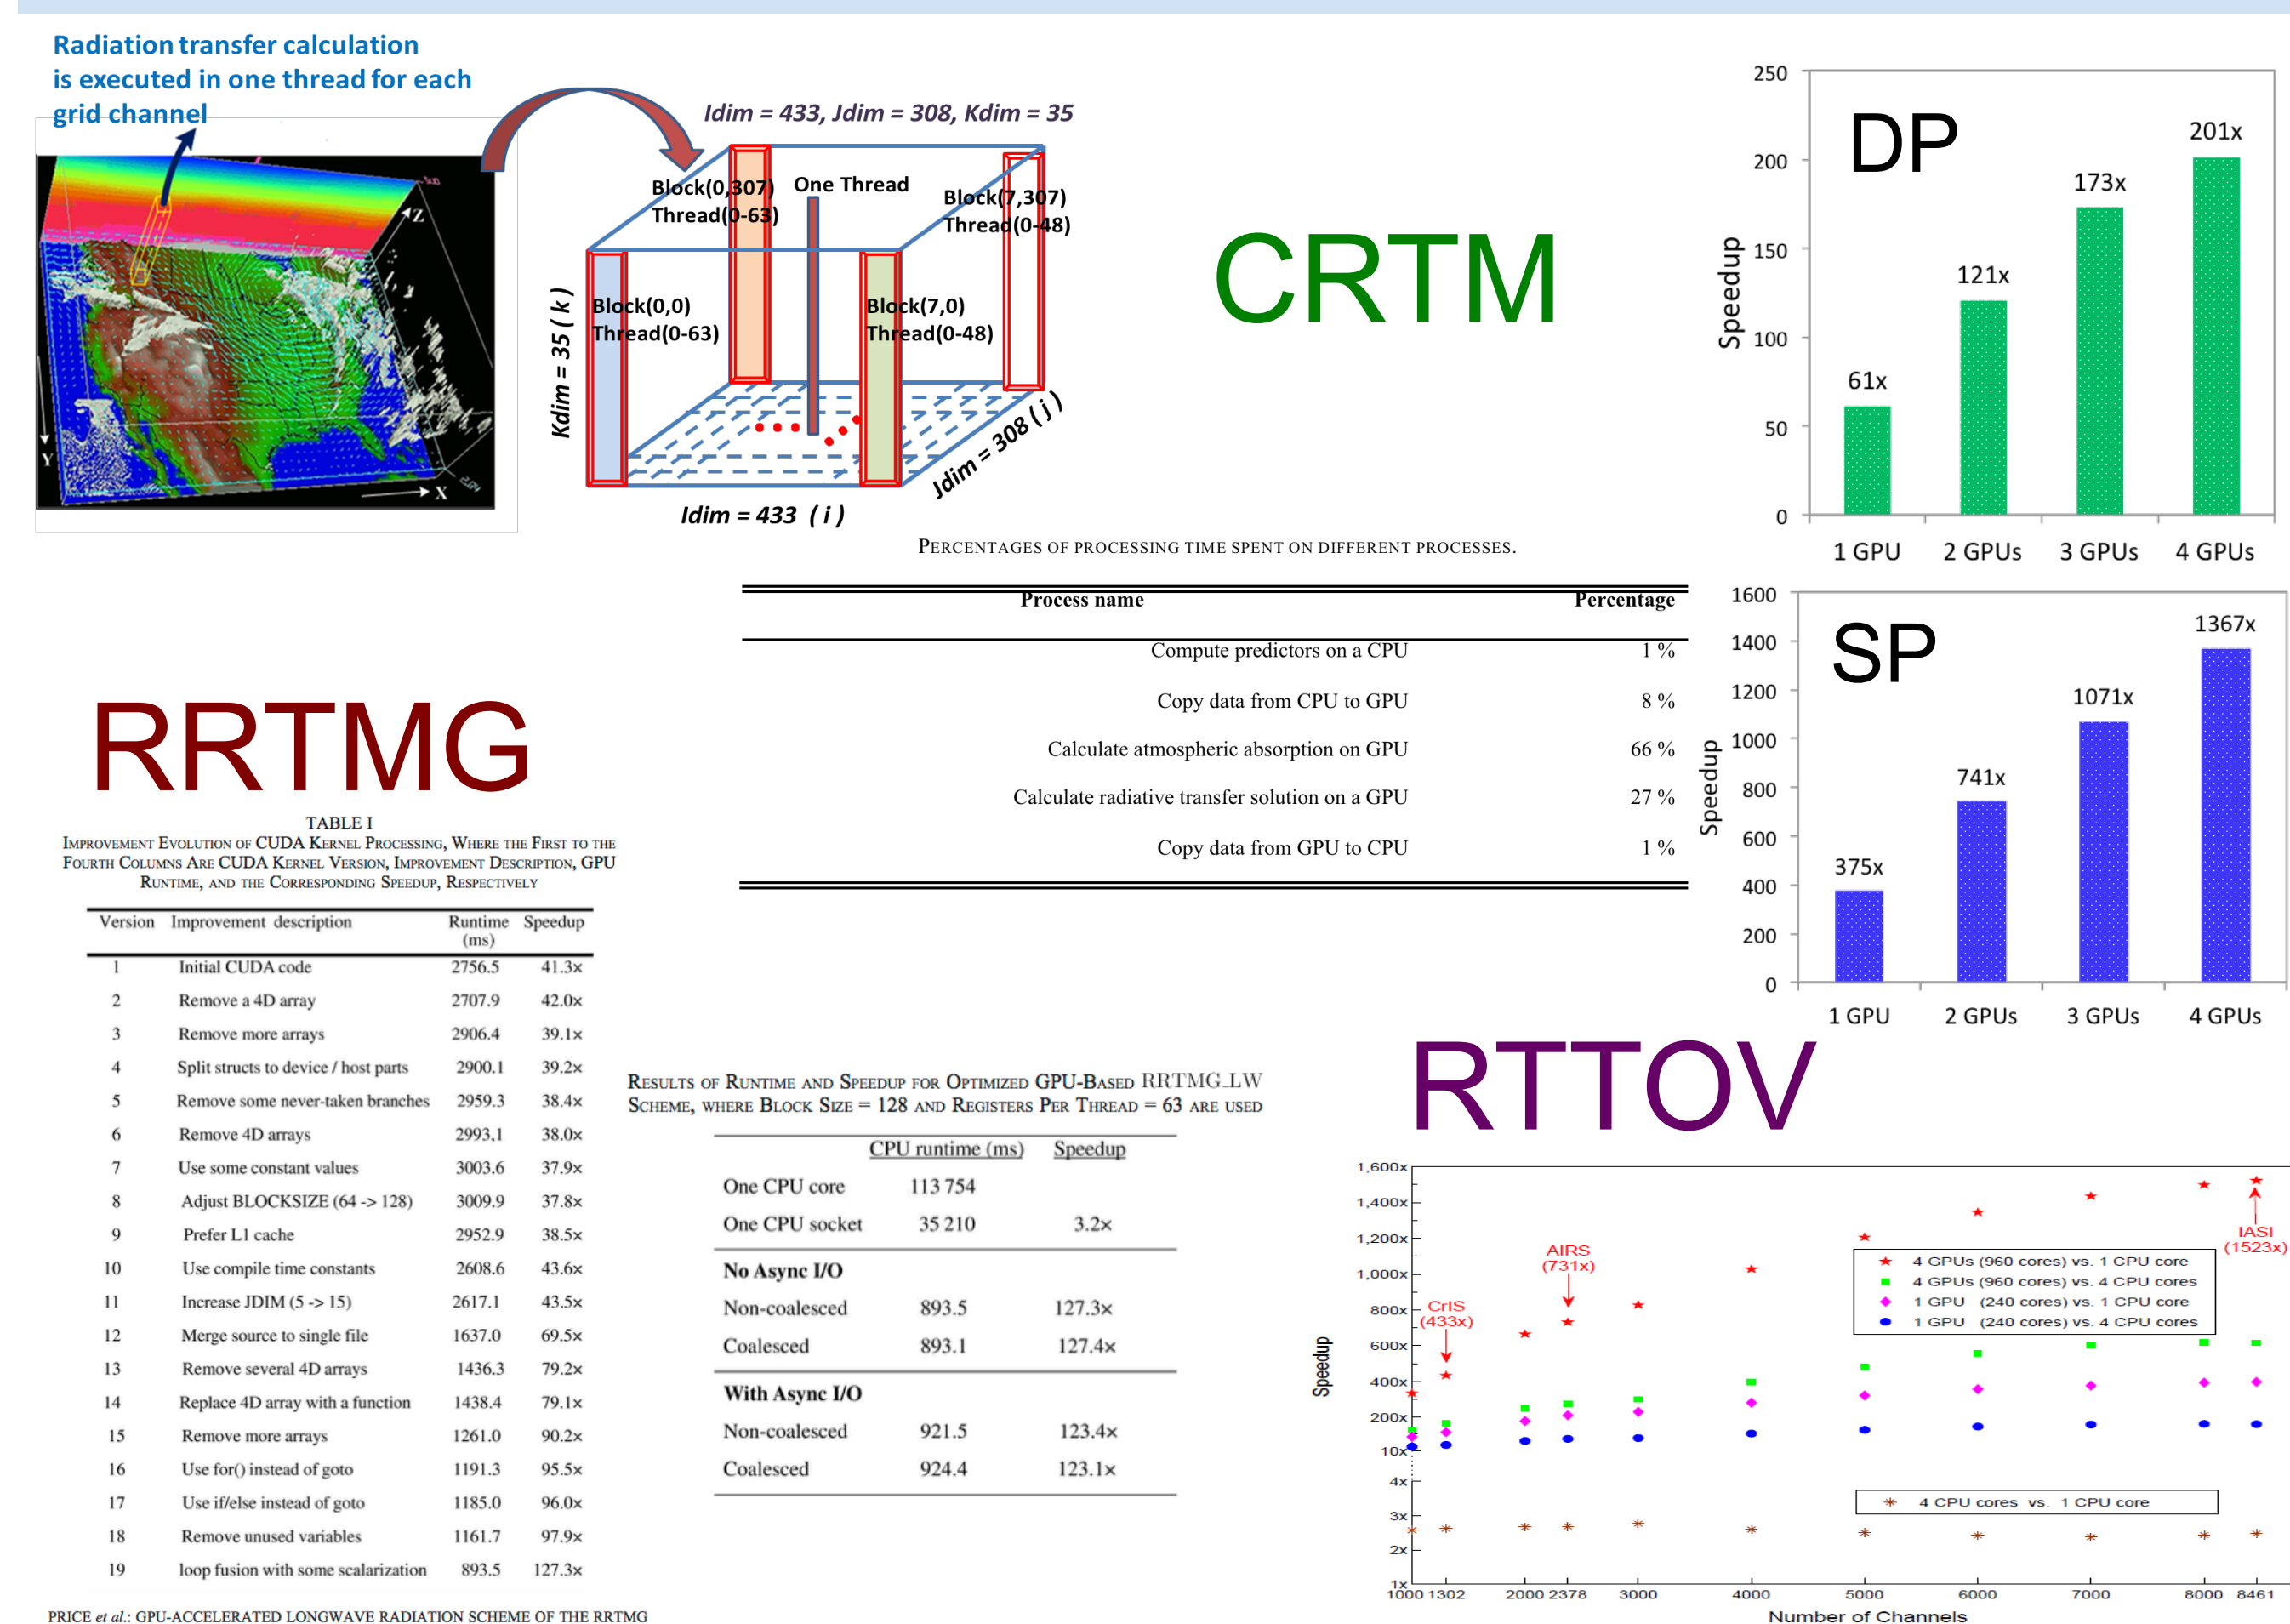 Radiation transfer calculation
is executed in one thread for each
grid channel
Z
Y
X
Idim = 433, Jdim = 308, Kdim = 35
Block(0,307)
Thread(0-63)
One Thread
Block(7,307)
Thread(0-48)
Block(0,0)
Thread(0-63)
Block(7,0)
Thread(0-48)
Kdim = 35 ( k )
Jdim = 308 ( j )
Idim = 433 ( i )
CRTM
DP
Speedup
250
200
150
100
50
0
61x
121x
173x
201x
1 GPU 2 GPUs 3 GPUs 4 GPUs
PERCENTAGES OF PROCESSING TIME SPENT ON DIFFERENT PROCESSES.
Process name Percentage
Compute predictors on a CPU 1 %
Copy data from CPU to GPU 8 %
Calculate atmospheric absorption on GPU 66 %
Calculate radiative transfer solution on a GPU 27 %
Copy data from GPU to CPU 1 %
SP
Speedup
1600
1400
1200
1000
800
600
400
200
0
375x
741x
1071x
1367x
1 GPU 2 GPUs 3 GPUs 4 GPUs
RRTMG
TABLE I
IMPROVEMENT EVOLUTION OF CUDA KERNEL PROCESSING, WHERE THE FIRST TO THE
FOURTH COLUMNS ARE CUDA KERNEL VERSION, IMPROVEMENT DESCRIPTION, GPU
RUNTIME, AND THE CORRESPONDING SPEEDUP, RESPECTIVELY
Version Improvement description Runtime Speedup
(ms)
1 Initial CUDA code 2756.5 41.3×
2 Remove a 4D array 2707.9 42.0×
3 Remove more arrays 2906.4 39.1×
4 Split structs to device / host parts 2900.1 39.2×
5 Remove some never-taken branches 2959.3 38.4×
6 Remove 4D arrays 2993,1 38.0×
7 Use some constant values 3003.6 37.9×
8 Adjust BLOCKSIZE (64 -> 128) 3009.9 37.8×
9 Prefer L1 cache 2952.9 38.5×
10 Use compile time constants 2608.6 43.6×
11 Increase JDIM (5 -> 15) 2617.1 43.5×
12 Merge source to single file 1637.0 69.5×
13 Remove several 4D arrays 1436.3 79.2×
14 Replace 4D array with a function 1438.4 79.1×
15 Remove more arrays 1261.0 90.2×
16 Use for() instead of goto 1191.3 95.5×
17 Use if/else instead of goto 1185.0 96.0×
18 Remove unused variables 1161.7 97.9×
19 loop fusion with some scalarization 893.5 127.3×
PRICE et al.: GPU-ACCELERATED LONGWAVE RADIATION SCHEME OF THE RRTMG
RESULTS OF RUNTIME AND SPEEDUP FOR OPTIMIZED GPU-BASED RRTMG_LW
SCHEME, WHERE BLOCK SIZE = 128 AND REGISTERS PER THREAD = 63 ARE USED
CPU runtime (ms) Speedup
One CPU core 113 754
One CPU socket 35 210 3.2×
No Async I/O
Non-coalesced 893.5 127.3×
Coalesced 893.1 127.4×
With Async I/O
Non-coalesced 921.5 123.4×
Coalesced 924.4 123.1×
RTTOV
Speedup
1,600x
1,400x
1,200x
1,000x
800x
600x
400x
200x
10x
4x
3x
2x
1x
CrIS
(433x)
AIRS
(731x)
IASI
(1523x)
4 GPUs (960 cores) vs. 1 CPU core
4 GPUs (960 cores) vs. 4 CPU cores
1 GPU (240 cores) vs. 1 CPU core
1 GPU (240 cores) vs. 4 CPU cores
4 CPU cores vs. 1 CPU core
1000 1302 2000 2378 3000 4000 5000 6000 7000 8000 8461
Number of Channels